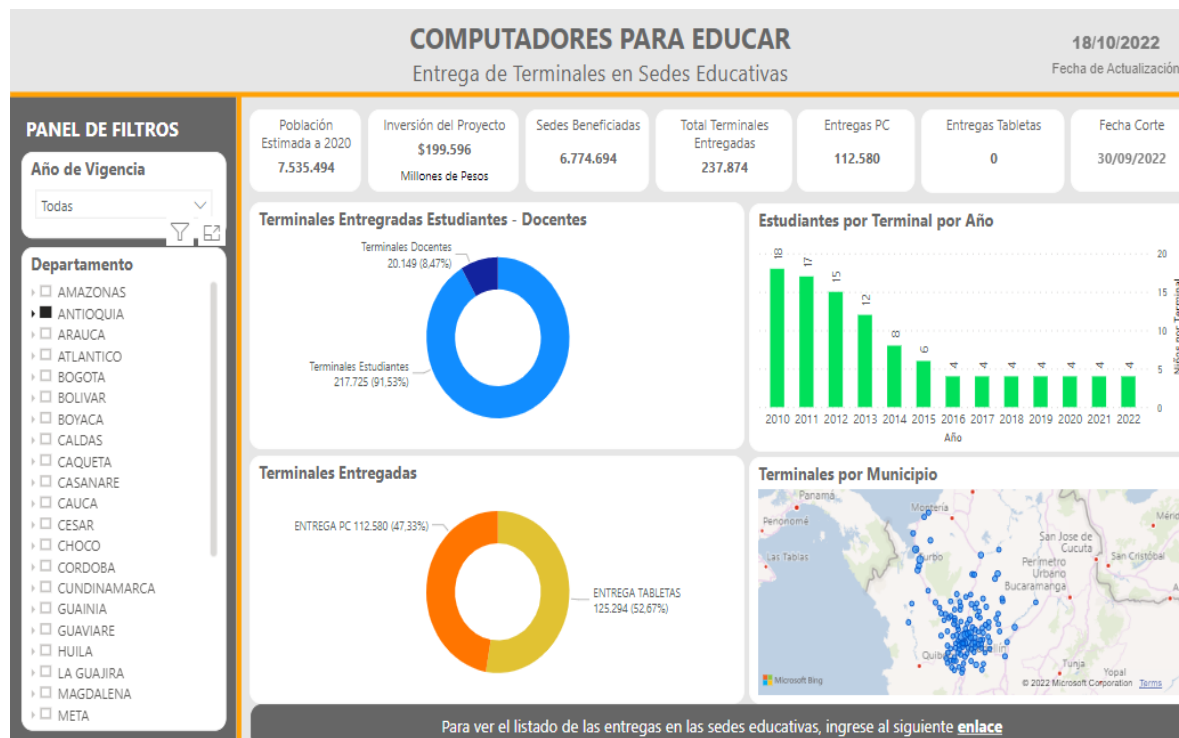 COMPUTADORES PARA EDUCAR
Entrega de Terminales en Sedes Educativas
18/10/2022
Fecha de Actualización
PANEL DE FILTROS
Año de Vigencia
Todas
Departamento
AMAZONAS
ANTIOQUIA
ARAUCA
ATLANTICO
BOGOTA
BOLIVAR
BOYACA
CALDAS
CAQUETA
CASANARE
CAUCA
CESAR
CHOCO
CORDOBA
CUNDINAMARCA
GUAINIA
GUAVIARE
HUILA
LA GUAJIRA
MAGDALENA
META
Población
Estimada a 2020
7.535.494
Inversión del Proyecto
$199.596
Millones de Pesos
Sedes Beneficiadas
6.774.694
Total Terminales
Entregadas
237.874
Entregas PC
112.580
Entregas Tabletas
0
Fecha Corte
30/09/2022
Terminales Entregradas Estudiantes - Docentes
Terminales Docentes
20.149 (8,47%)
Terminales Estudiantes
217.725 (91,53%)
Estudiantes por Terminal por Año
18 17 15 12 8 6 4 4 4 4 4 4 4
20
15
10
5
0
Niños por Terminal
2010 2011 2012 2013 2014 2015 2016 2017 2018 2019 2020 2021 2022
Año
Terminales Entregadas
ENTREGA PC 112.580 (47,33%)
ENTREGA TABLETAS
125.294 (52,67%)
Terminales por Municipio
Panamá
Penonomé
Las Tablas
Montería
San Jose de
Cucuta
San Cristóbal
Perimetro
Urbano
Bucaramanga
Tunja
Yopal
Microsoft Bing
© 2022 Microsoft Corporation Terms
Para ver el listado de las entregas en las sedes educativas, ingrese al siguiente enlace